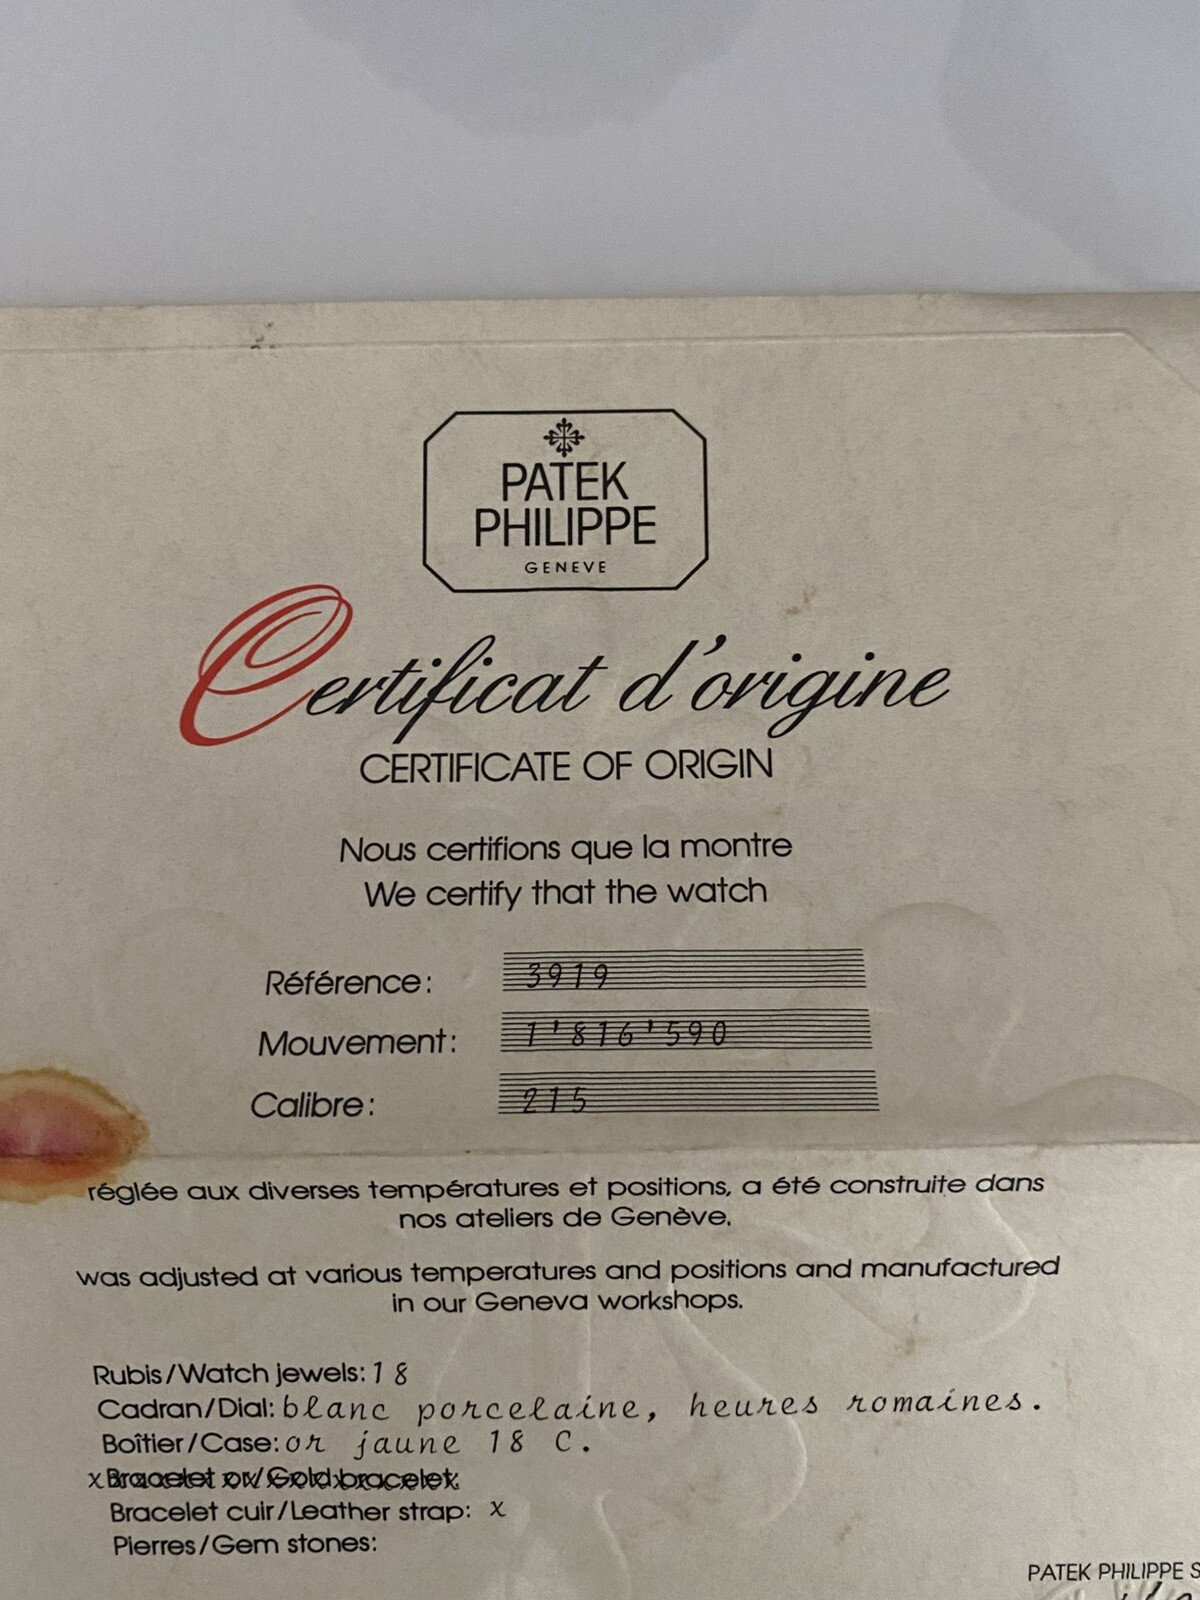 PATEK
PHILIPPE
GENEVE
Certificat d'origine
CERTIFICATE OF ORIGIN
Nous certifions que la montre
We certify that the watch
Référence: 3919
Mouvement: 1'816'590
Calibre: 215
réglée aux diverses températures et positions, a été construite dans
nos ateliers de Genève.
was adjusted at various temperatures and positions and manufactured
in our Geneva workshops.
Rubis/Watch jewels: 18
Cadran/Dial: blanc porcelaine, heures romaines.
Boîtier/Case: or jaune 18 C.
Bracelet or/Gold bracelet
Bracelet cuir/Leather strap: x
Pierres/Gem stones:
PATEK PHILIPPE S